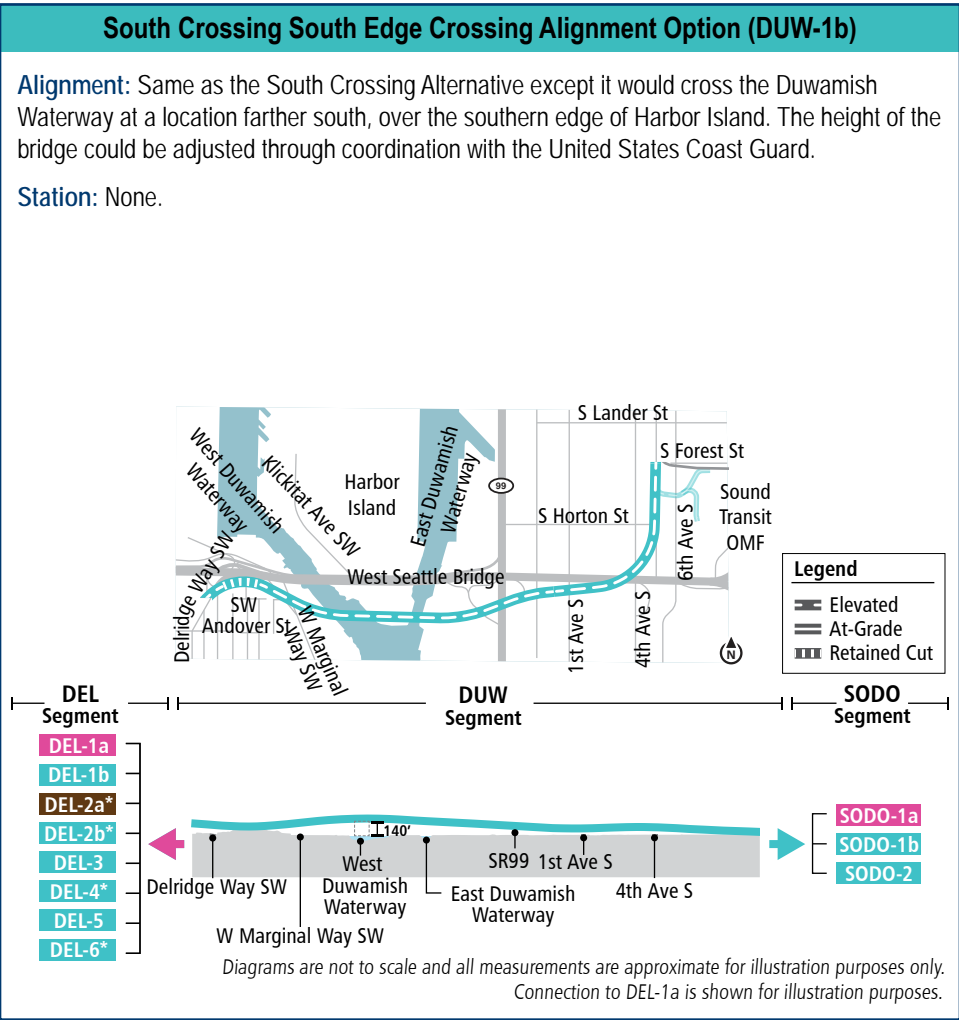 South Crossing South Edge Crossing Alignment Option (DUW-1b)
Alignment: Same as the South Crossing Alternative except it would cross the Duwamish
Waterway at a location farther south, over the southern edge of Harbor Island. The height of the
bridge could be adjusted through coordination with the United States Coast Guard.
Station: None.
S Lander St
S Forest St
West Duwamish
Waterway
Klickitat Ave SW
Harbor
Island
East Duwamish
Waterway
99
S Horton St
6th Ave S
Sound
Transit
OMF
West Seattle Bridge
Delridge Way SW
SW
Andover St
W Marginal
Way SW
1st Ave S
4th Ave S
N
Legend
Elevated
At-Grade
Retained Cut
DEL
Segment
DUW
Segment
SODO
Segment
DEL-1a
DEL-1b
DEL-2a*
DEL-2b*
DEL-3
DEL-4*
DEL-5
DEL-6*
140'
Delridge Way SW
W Marginal Way SW
West
Duwamish
Waterway
East Duwamish
Waterway
SR99
1st Ave S
4th Ave S
SODO-1a
SODO-1b
SODO-2
Diagrams are not to scale and all measurements are approximate for illustration purposes only.
Connection to DEL-1a is shown for illustration purposes.